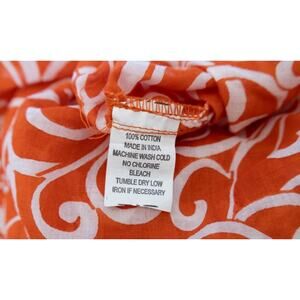 100% COTTON
MADE IN INDIA
MACHINE WASH COLD
NO CHLORINE
BLEACH
TUMBLE DRY LOW
IRON IF NECESSARY